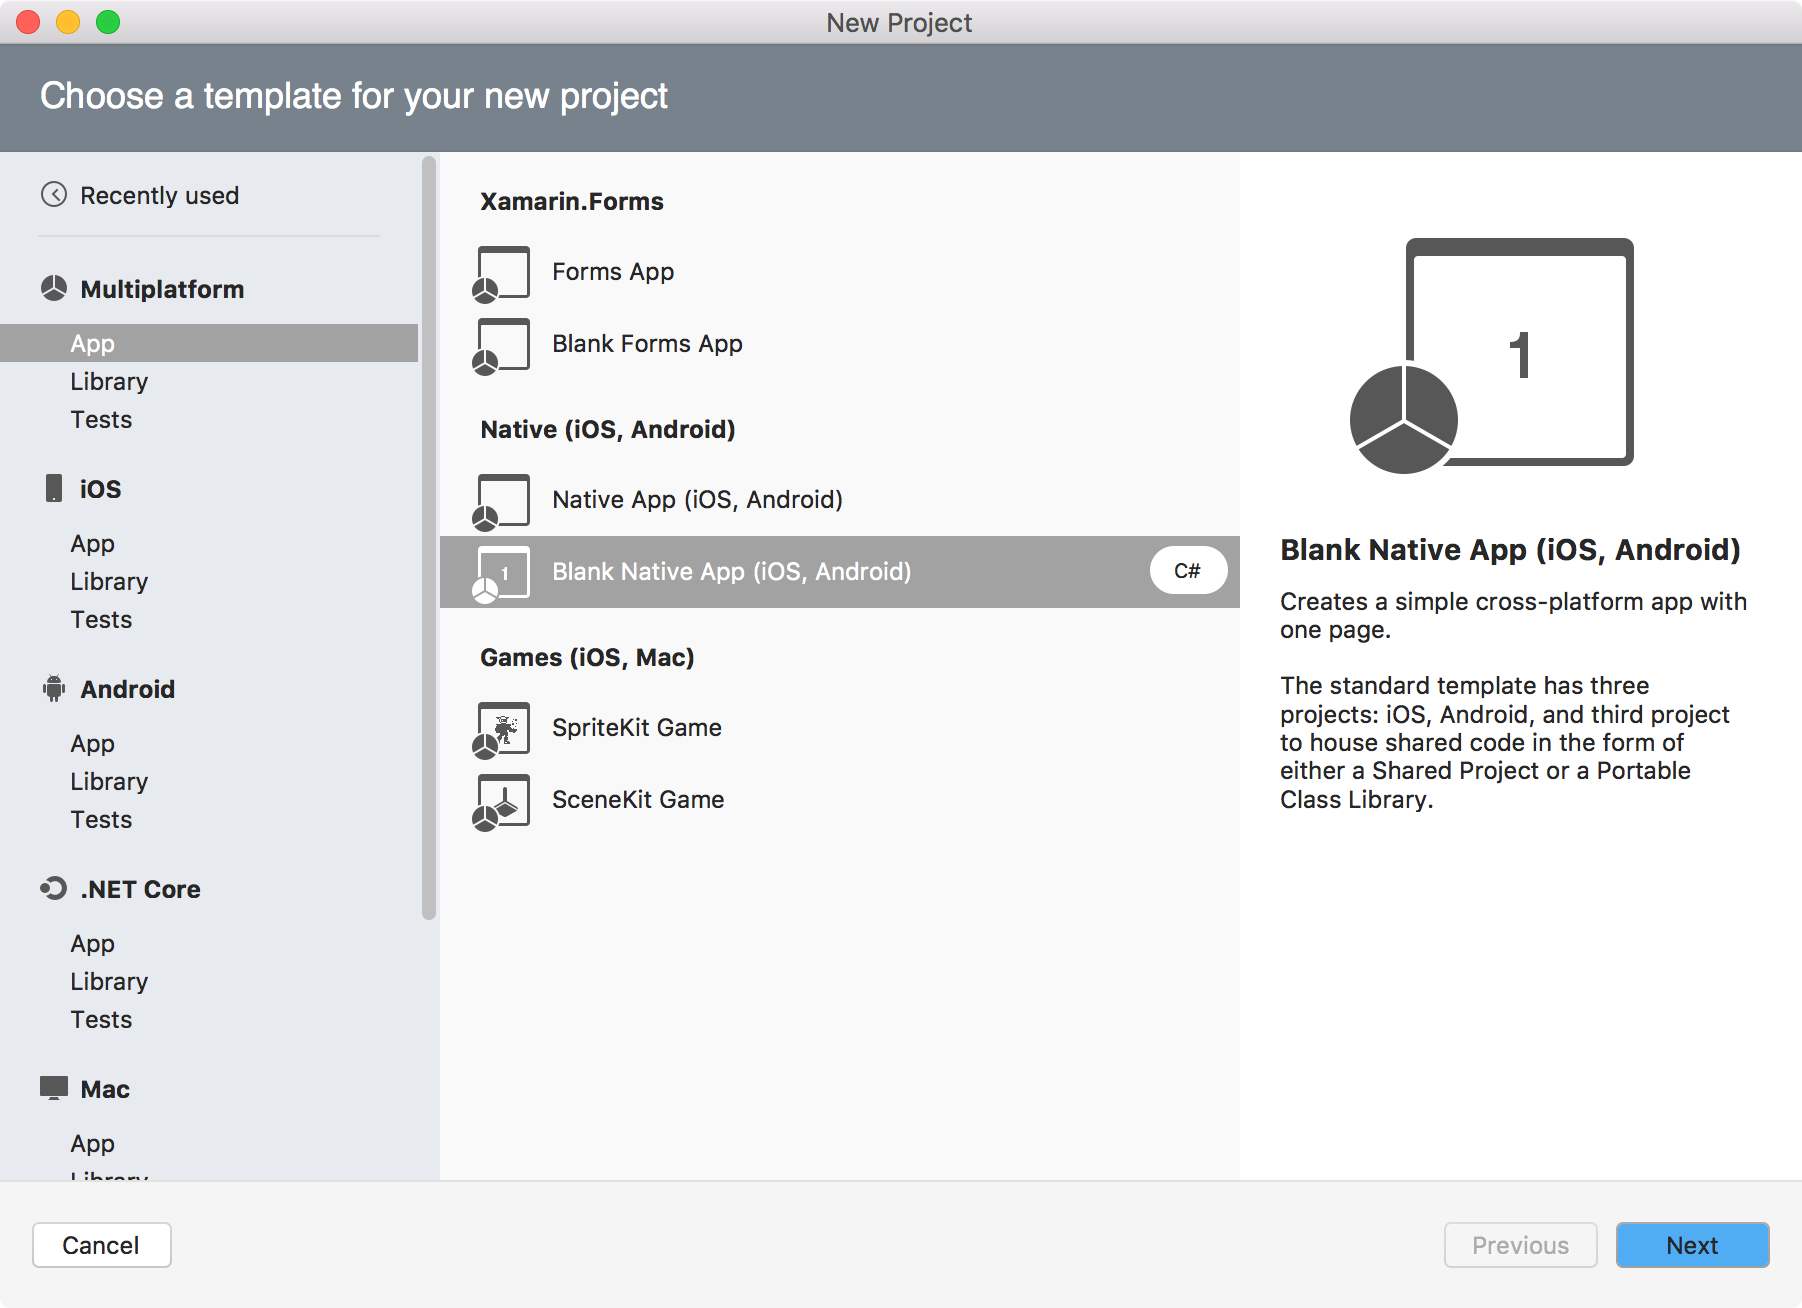 New Project
Choose a template for your new project
Recently used
Multiplatform
App
Library
Tests
iOS
App
Library
Tests
Android
App
Library
Tests
.NET Core
App
Library
Tests
Mac
App
Library
Xamarin.Forms
Forms App
Blank Forms App
Native (iOS, Android)
Native App (iOS, Android)
1
Blank Native App (iOS, Android)
C#
Games (iOS, Mac)
SpriteKit Game
SceneKit Game
1
Blank Native App (iOS, Android)
Creates a simple cross-platform app with
one page.
The standard template has three
projects: iOS, Android, and third project
to house shared code in the form of
either a Shared Project or a Portable
Class Library.
Cancel
Previous
Next